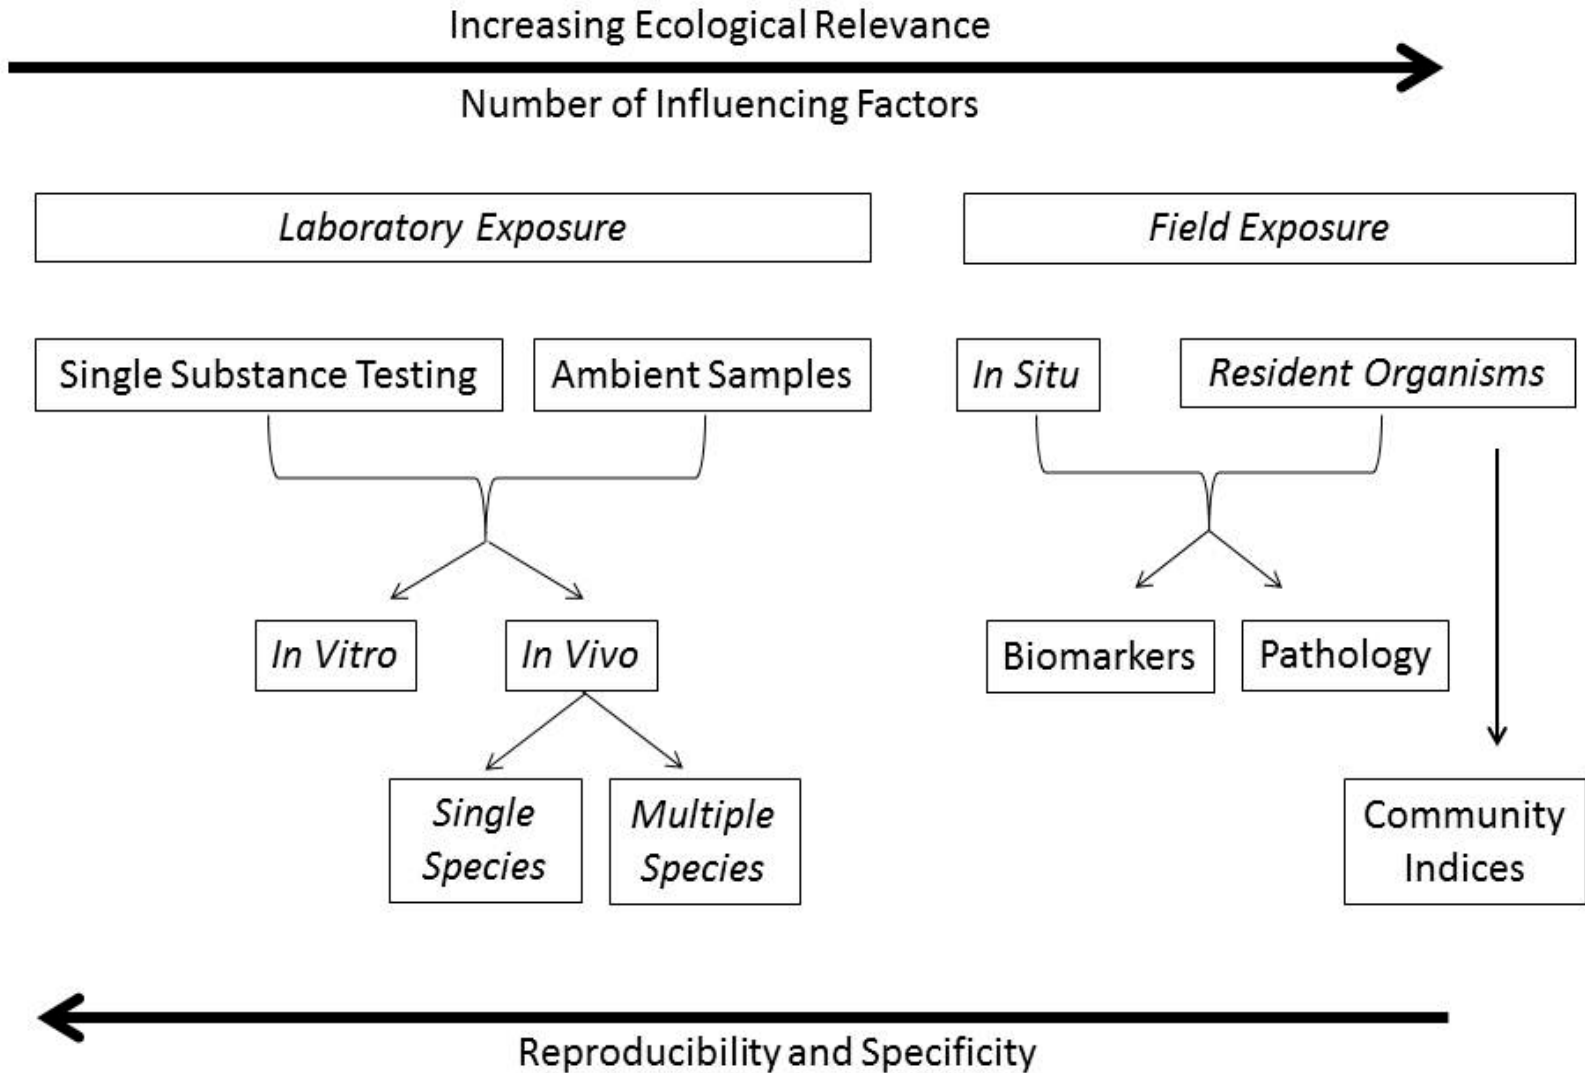 Increasing Ecological Relevance
Number of Influencing Factors
Laboratory Exposure
Field Exposure
Single Substance Testing
Ambient Samples
In Situ
Resident Organisms
In Vitro
In Vivo
Biomarkers
Pathology
Single
Species
Multiple
Species
Community
Indices
Reproducibility and Specificity